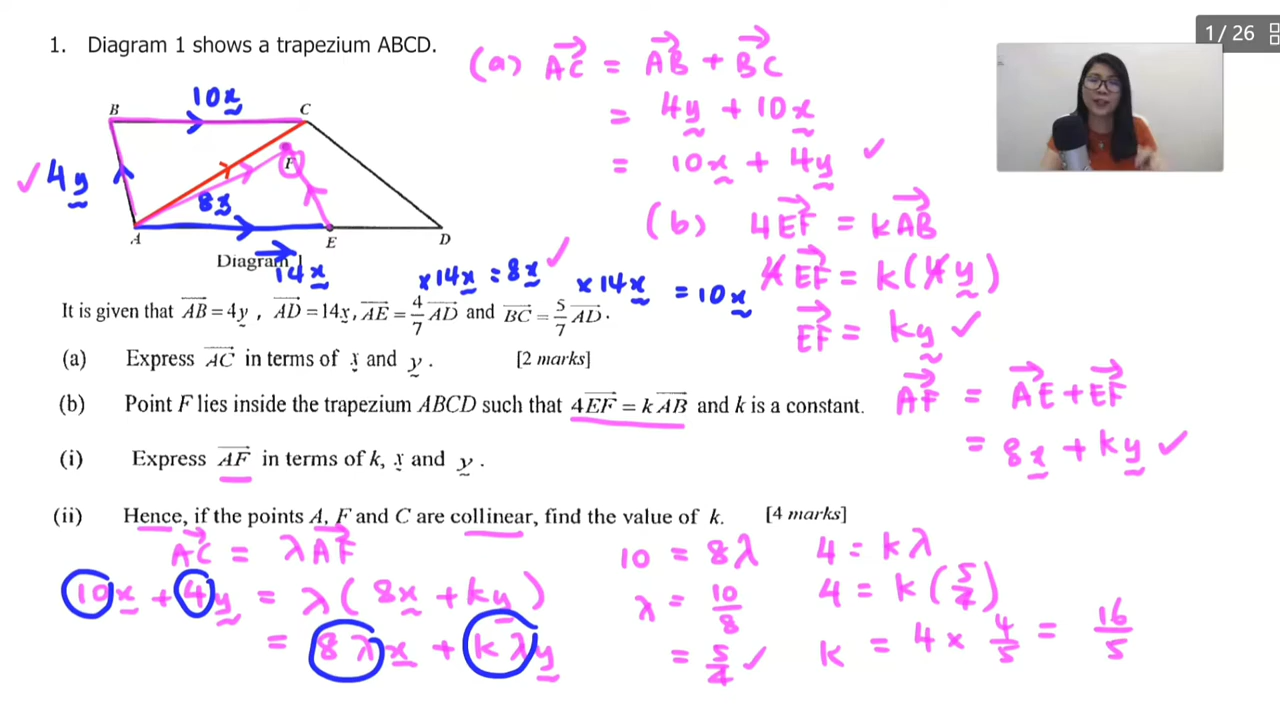 1 / 26
1. Diagram 1 shows a trapezium ABCD.
B 10x C
4y
F
8x
A E D
Diagram 1
14x
×14x = 8x
×14x = 10x
It is given that AB = 4y , AD = 14x, AE = 4/7 AD and BC = 5/7 AD .
(a) Express AC in terms of x and y . [2 marks]
(b) Point F lies inside the trapezium ABCD such that 4EF = k AB and k is a constant.
(i) Express AF in terms of k, x and y .
(ii) Hence, if the points A, F and C are collinear, find the value of k. [4 marks]
(a) AC = AB + BC
= 4y + 10x
= 10x + 4y ✓
(b) 4EF = kAB
4EF = k(4y)
EF = ky ✓
AF = AE + EF
= 8x + ky ✓
AC = λAF
10x + 4y = λ(8x + ky)
= 8λx + kλy
10 = 8λ
λ = 10/8
= 5/4 ✓
4 = kλ
4 = k(5/4)
k = 4 × 4/5 = 16/5